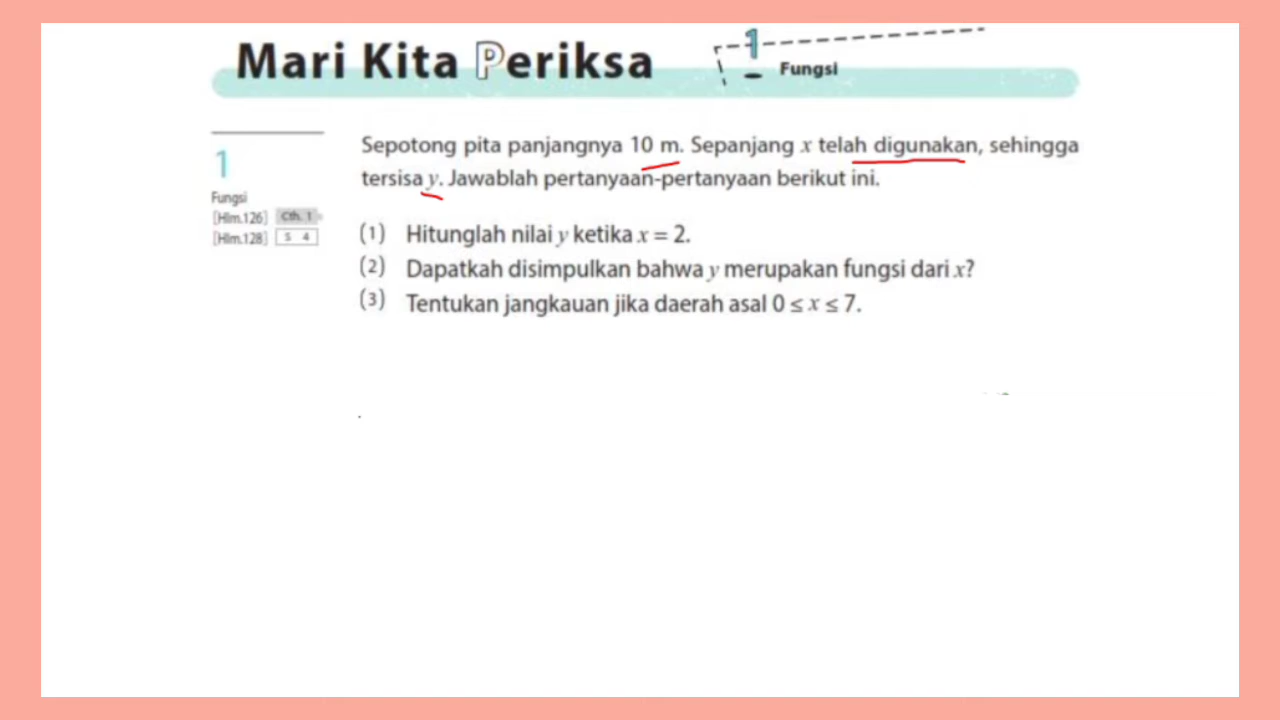 Mari Kita Periksa
1
Fungsi
1
Fungsi
[Hlm.126] Cth. 1
[Hlm.128] S 4
Sepotong pita panjangnya 10 m. Sepanjang x telah digunakan, sehingga
tersisa y. Jawablah pertanyaan-pertanyaan berikut ini.
(1) Hitunglah nilai y ketika x = 2.
(2) Dapatkah disimpulkan bahwa y merupakan fungsi dari x?
(3) Tentukan jangkauan jika daerah asal 0 ≤ x ≤ 7.